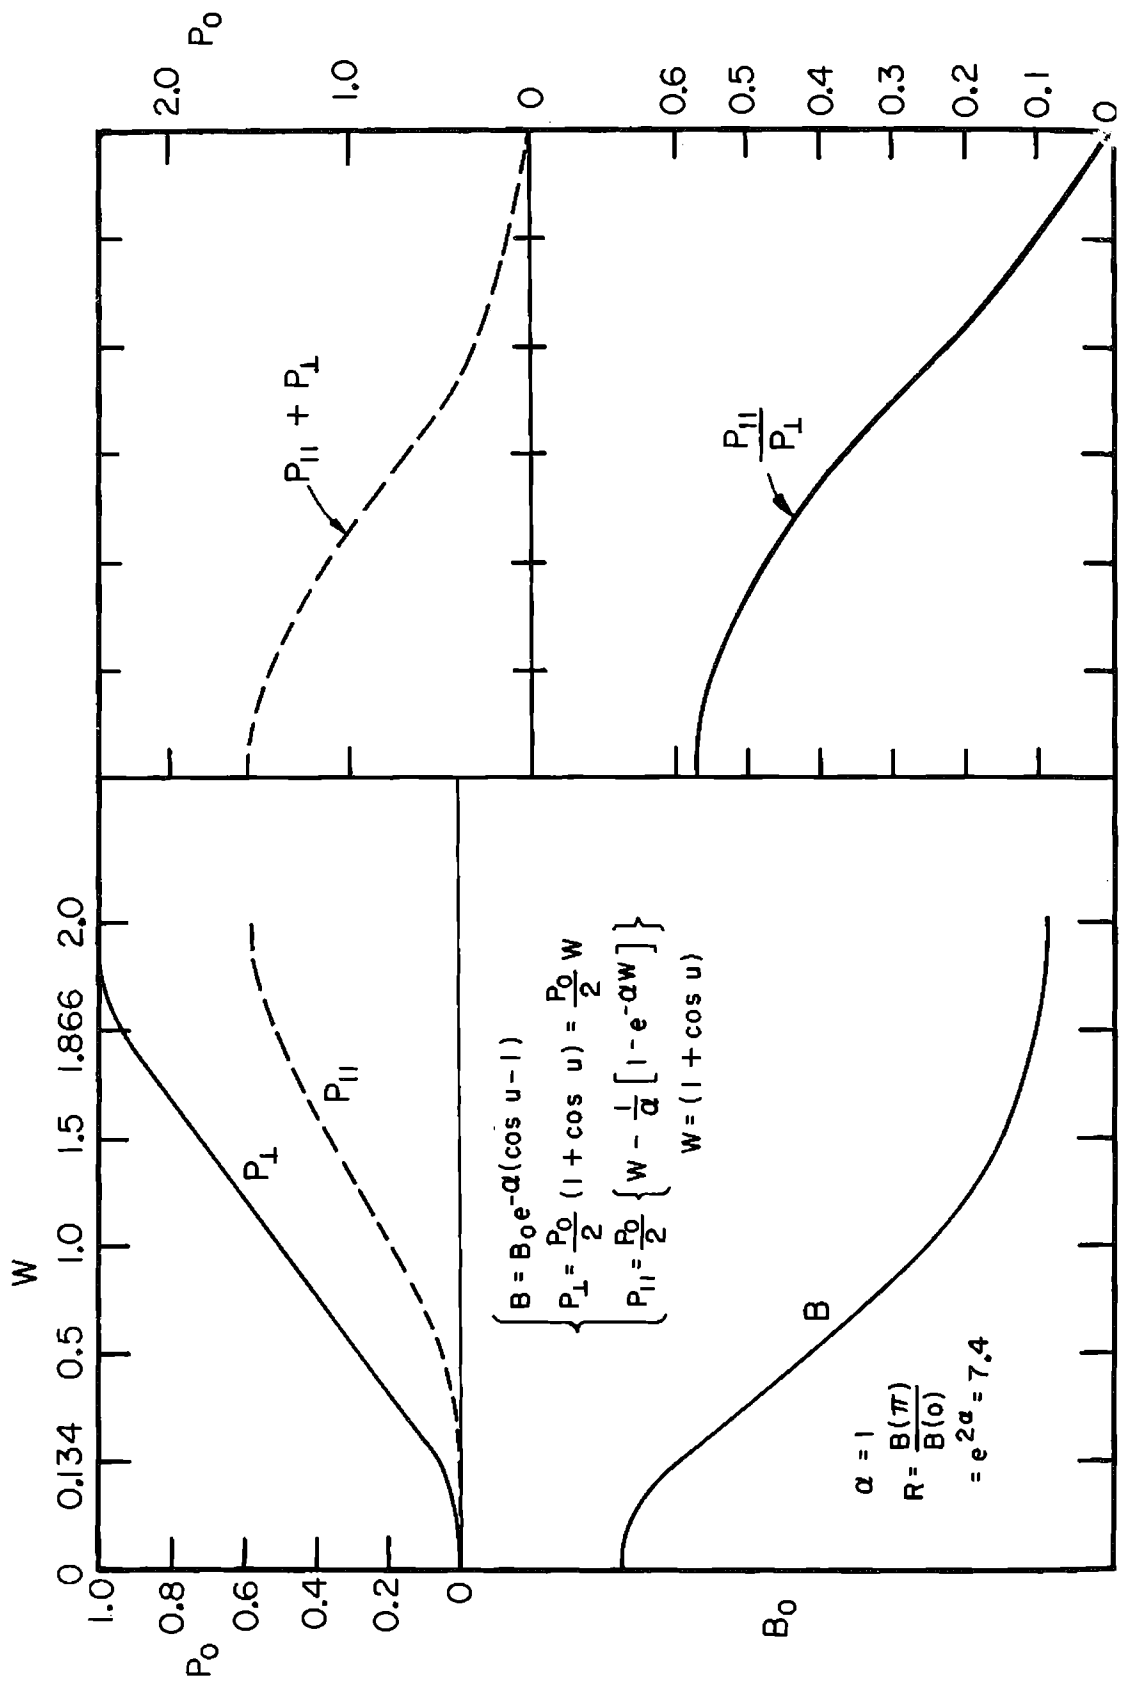 W
0 0.134 0.5 1.0 1.5 1.866 2.0
P₀
1.0
0.8
0.6
0.4
0.2
0
P⊥
P||
B = B₀e^-α(cos u-1)
P⊥ = P₀/2 (1 + cos u) = P₀/2 W
P|| = P₀/2 { W - 1/α [1-e^-αW] }
W = (1 + cos u)
B₀
B
α = 1
R = B(π)/B(0)
= e^2α = 7.4
P|| + P⊥
P₀
2.0
1.0
0
P||/P⊥
0.6
0.5
0.4
0.3
0.2
0.1
0